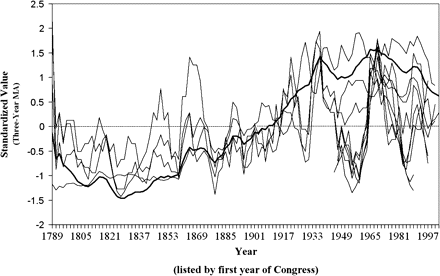 2.5
2
1.5
1
0.5
0
-0.5
-1
-1.5
-2
Standardized Value
(Three-Year MA)
1789 1805 1821 1837 1853 1869 1885 1901 1917 1933 1949 1965 1981 1997
Year
(listed by first year of Congress)